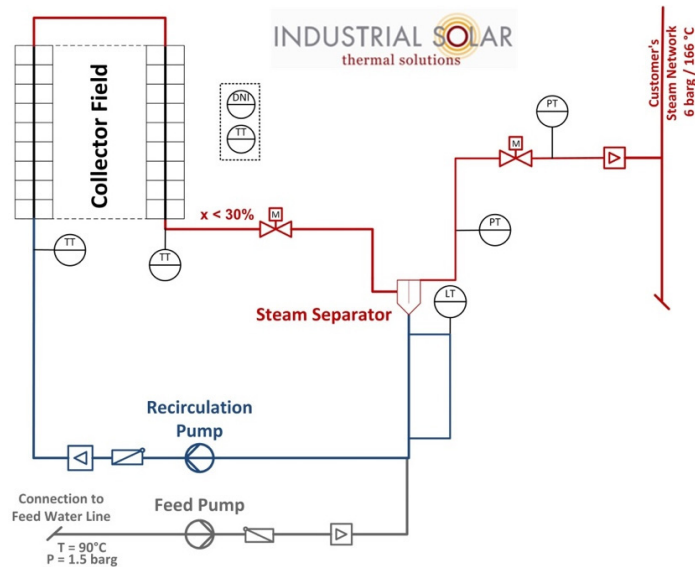 INDUSTRIAL SOLAR
thermal solutions
Collector Field
DNI
TT
Customer's
Steam Network
6 barg / 166 °C
PT
M
x < 30%
M
PT
TT
TT
LT
Steam Separator
Recirculation
Pump
Connection to
Feed Water Line
Feed Pump
T = 90°C
P = 1.5 barg